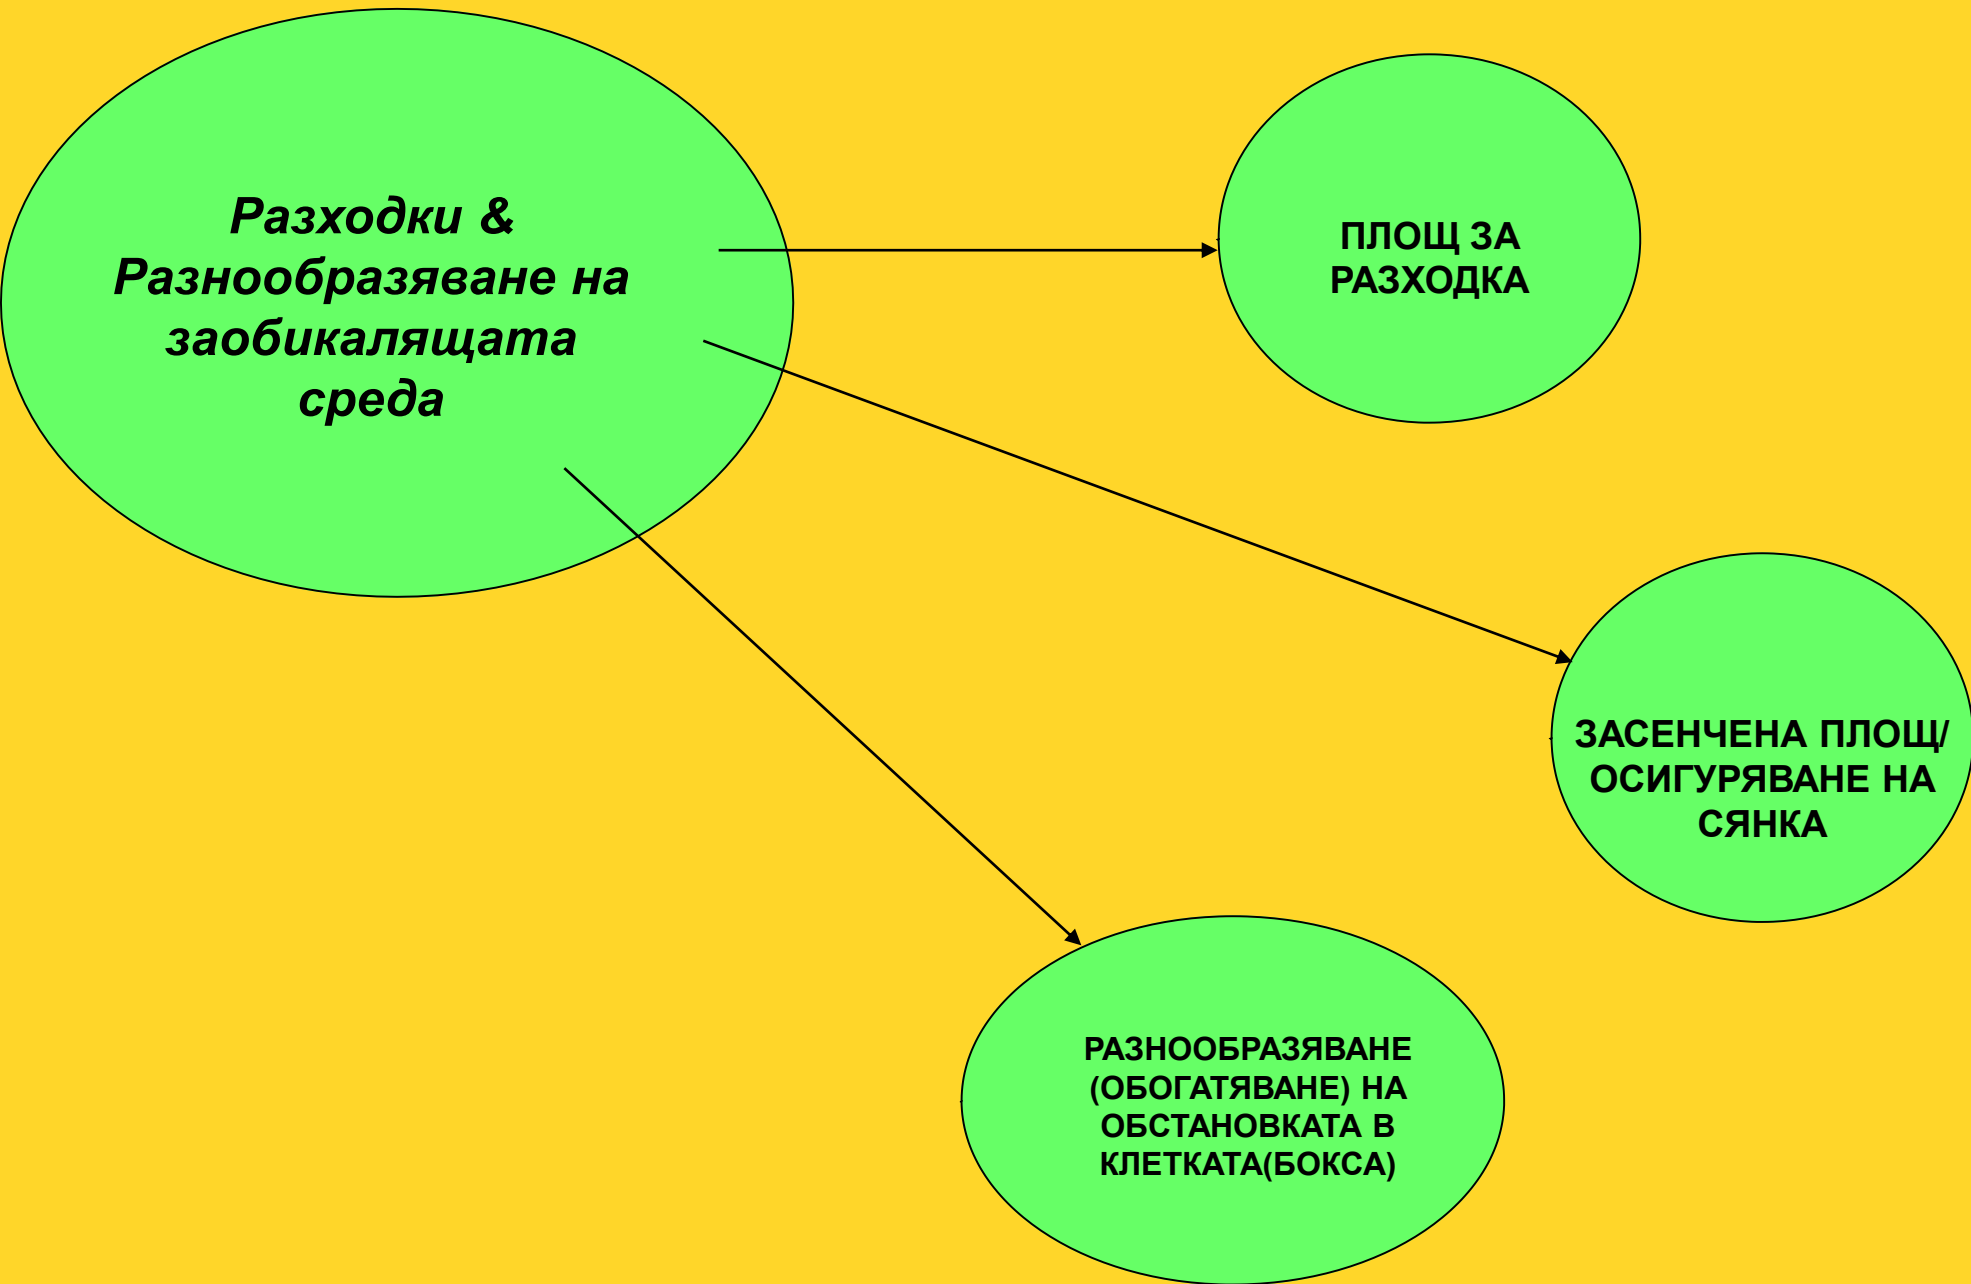 Разходки &
Разнообразяване на
заобикалящата
среда
ПЛОЩ ЗА
РАЗХОДКА
ЗАСЕНЧЕНА ПЛОЩ/
ОСИГУРЯВАНЕ НА
СЯНКА
РАЗНООБРАЗЯВАНЕ
(ОБОГАТЯВАНЕ) НА
ОБСТАНОВКАТА В
КЛЕТКАТА(БОКСА)